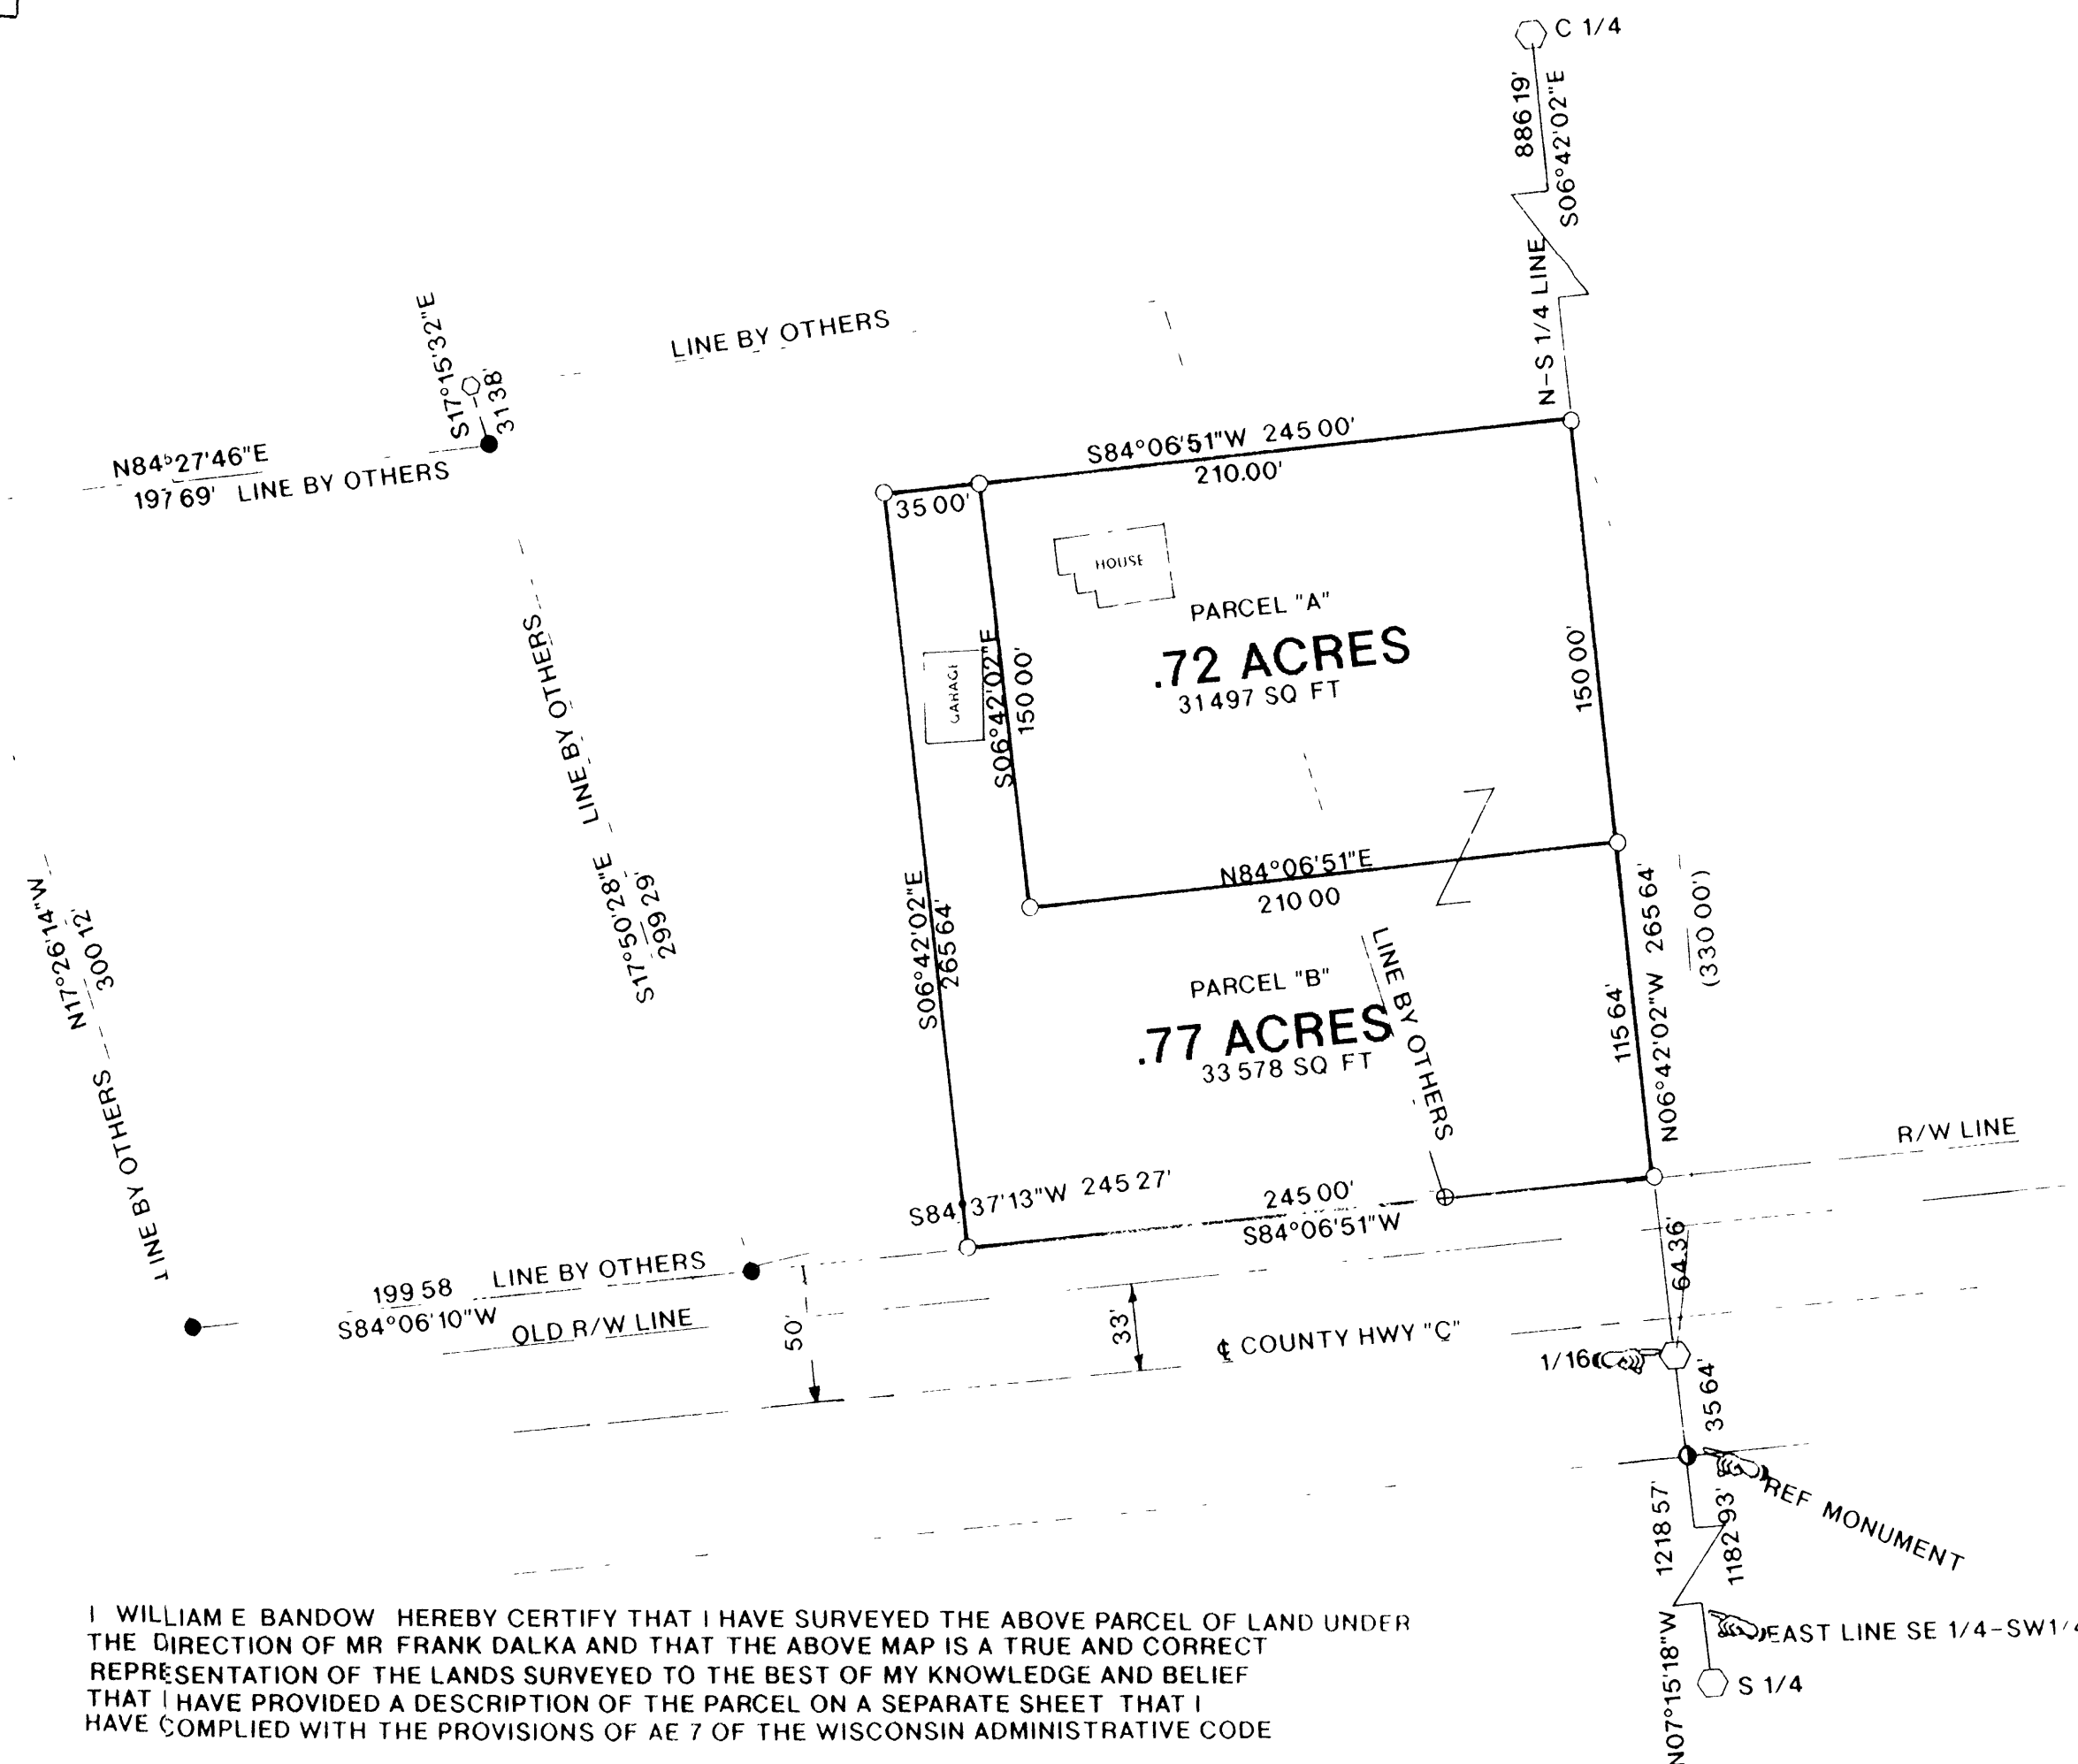 C 1/4
886 19'
S06°42'02"E
N-S 1/4 LINE
LINE BY OTHERS
S17°15'32"E
31 38'
N84°27'46"E
197 69' LINE BY OTHERS
S84°06'51"W 245 00'
210.00'
35 00'
HOUSE
PARCEL "A"
.72 ACRES
31497 SQ FT
150 00'
GARAGE
S06°42'02"E
150 00'
LINE BY OTHERS
LINE BY OTHERS
S17°50'28"E
299 29'
N17°26'14"W
300 12'
LINE BY OTHERS
N84°06'51"E
210 00
S06°42'02"E
265 64'
PARCEL "B"
.77 ACRES
33 578 SQ FT
LINE BY OTHERS
115 64'
N06°42'02"W 265 64'
(330 00')
R/W LINE
S84°37'13"W 245 27'
245 00'
S84°06'51"W
199 58 LINE BY OTHERS
S84°06'10"W
OLD R/W LINE
50'
33'
℄ COUNTY HWY "C"
64.36'
1/16
35 64'
REF MONUMENT
1218 57'
1182 93'
N07°15'18"W
EAST LINE SE 1/4-SW1/4
S 1/4
I WILLIAM E BANDOW HEREBY CERTIFY THAT I HAVE SURVEYED THE ABOVE PARCEL OF LAND UNDER
THE DIRECTION OF MR FRANK DALKA AND THAT THE ABOVE MAP IS A TRUE AND CORRECT
REPRESENTATION OF THE LANDS SURVEYED TO THE BEST OF MY KNOWLEDGE AND BELIEF
THAT I HAVE PROVIDED A DESCRIPTION OF THE PARCEL ON A SEPARATE SHEET THAT I
HAVE COMPLIED WITH THE PROVISIONS OF AE 7 OF THE WISCONSIN ADMINISTRATIVE CODE